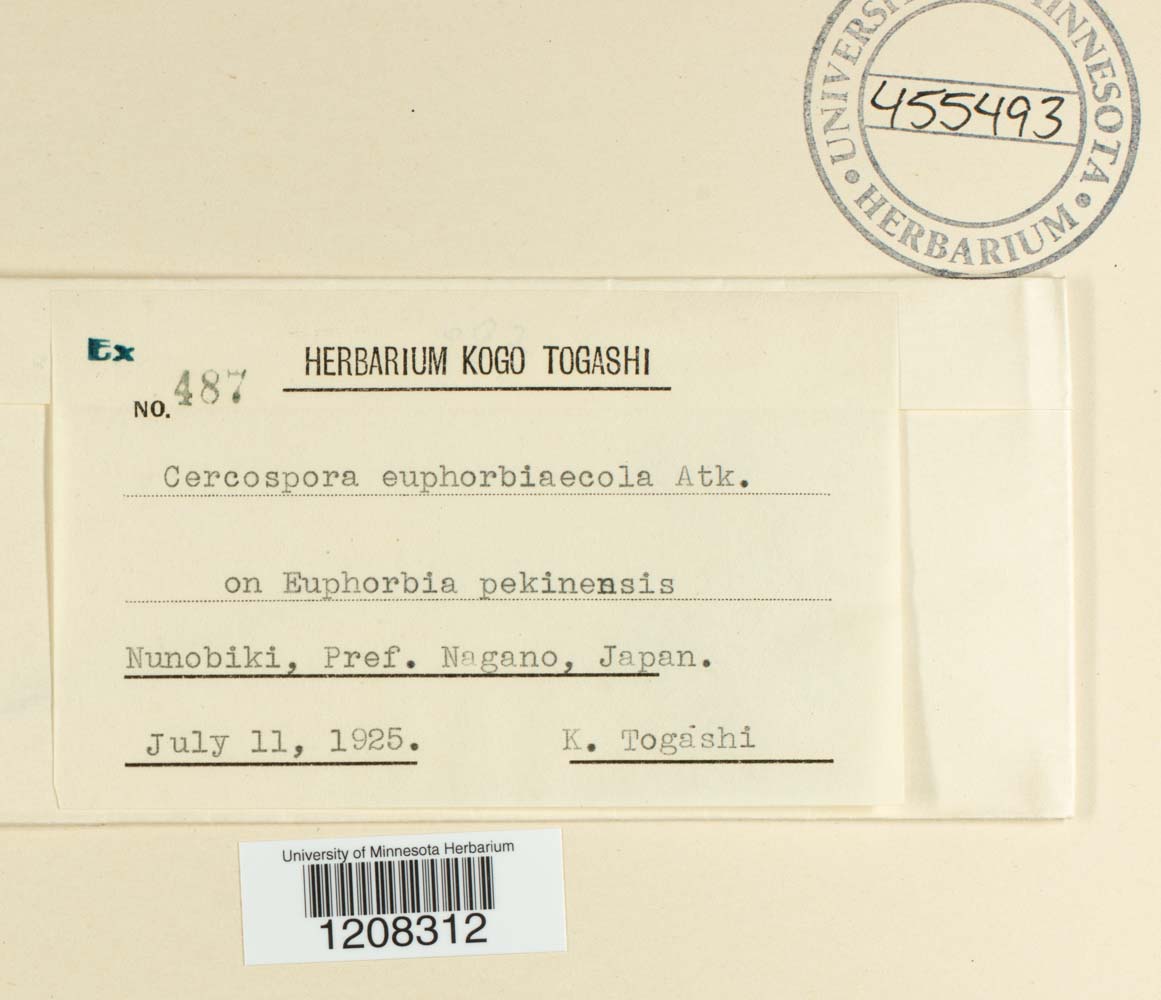 UNIVERSITY MINNESOTA
455493
• HERBARIUM •
Ex
HERBARIUM KOGO TOGASHI
NO. 487
Cercospora euphorbiaecola Atk.
on Euphorbia pekinensis
Nunobiki, Pref. Nagano, Japan.
July 11, 1925. K. Togashi
University of Minnesota Herbarium
1208312